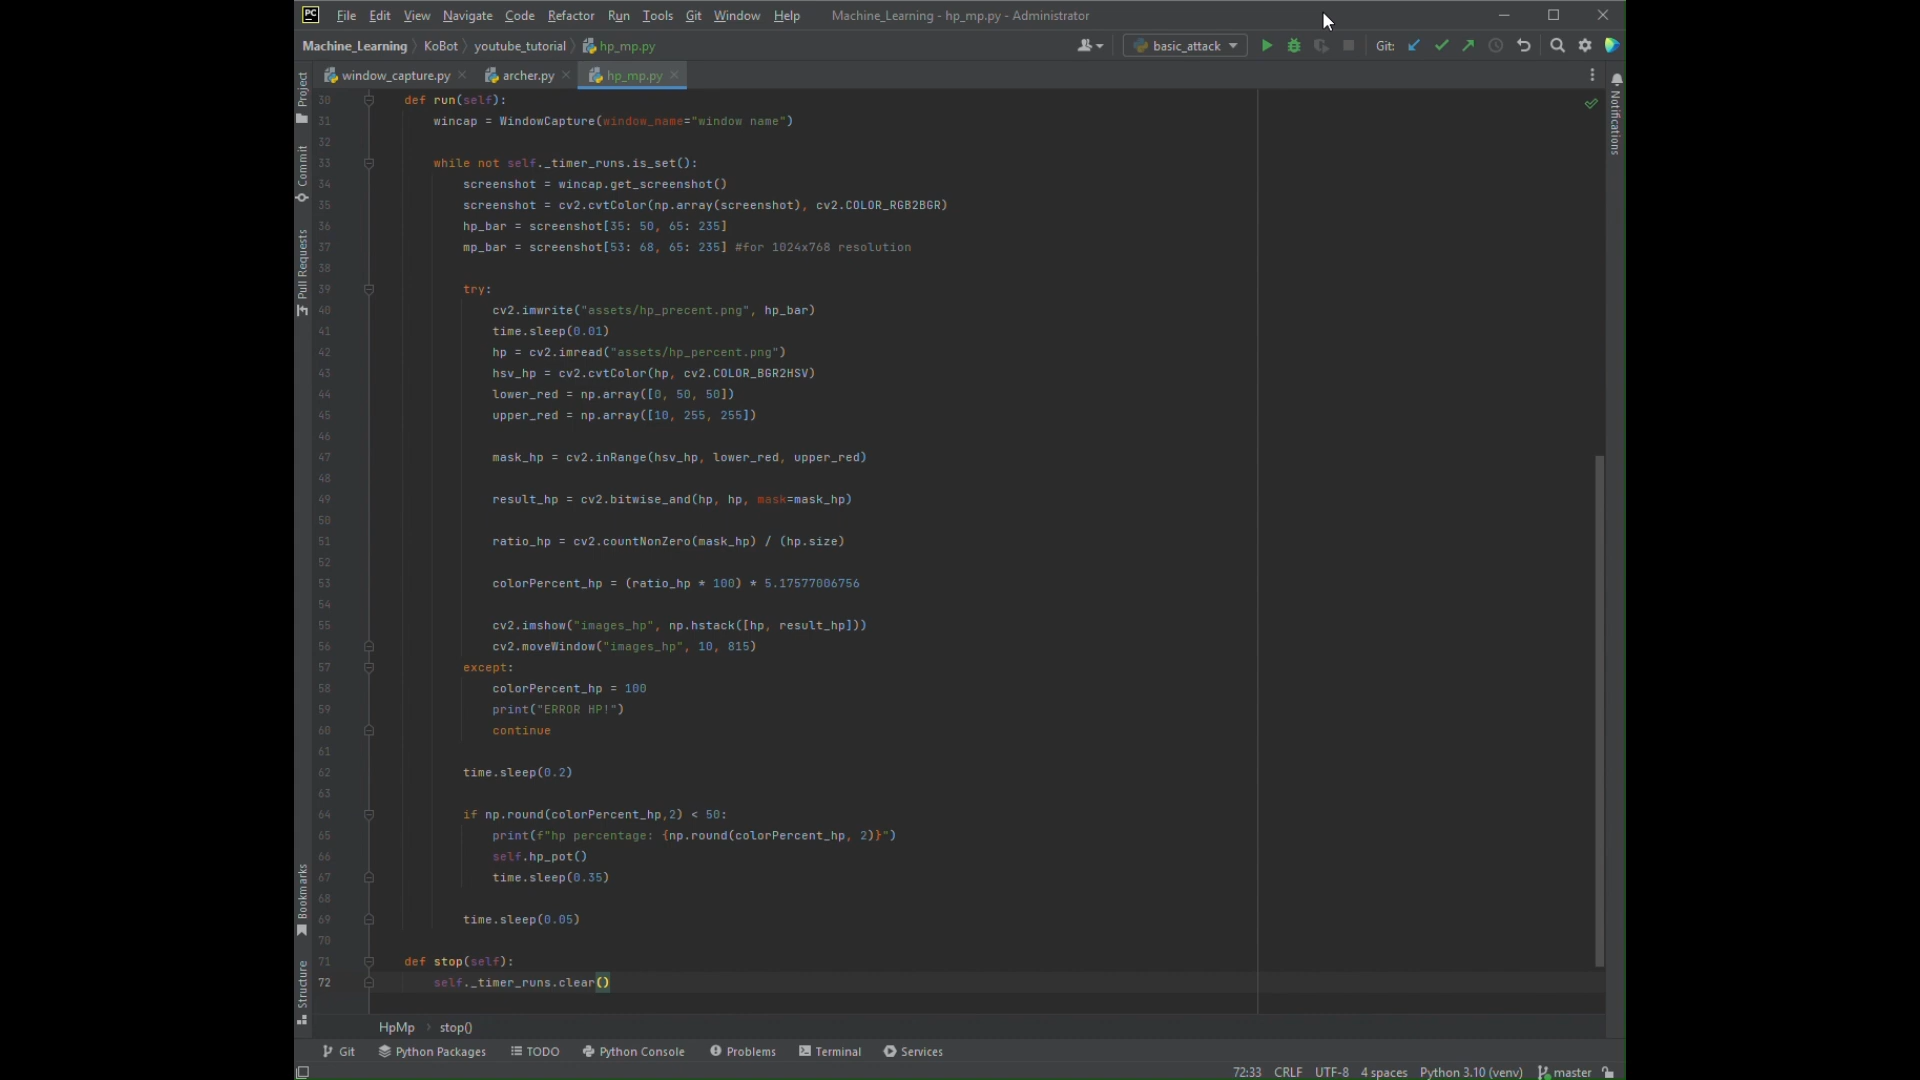 PC File Edit View Navigate Code Refactor Run Tools Git Window Help Machine_Learning - hp_mp.py - Administrator
Machine_Learning KoBot youtube_tutorial hp_mp.py basic_attack Git:
window_capture.py archer.py hp_mp.py
Project
Commit
Pull Requests
Bookmarks
Structure
Notifications
30 def run(self):
31 wincap = WindowCapture(window_name="window name")
32
33 while not self._timer_runs.is_set():
34 screenshot = wincap.get_screenshot()
35 screenshot = cv2.cvtColor(np.array(screenshot), cv2.COLOR_RGB2BGR)
36 hp_bar = screenshot[35: 50, 65: 235]
37 mp_bar = screenshot[53: 68, 65: 235] #for 1024x768 resolution
38
39 try:
40 cv2.imwrite("assets/hp_precent.png", hp_bar)
41 time.sleep(0.01)
42 hp = cv2.imread("assets/hp_percent.png")
43 hsv_hp = cv2.cvtColor(hp, cv2.COLOR_BGR2HSV)
44 lower_red = np.array([0, 50, 50])
45 upper_red = np.array([10, 255, 255])
46
47 mask_hp = cv2.inRange(hsv_hp, lower_red, upper_red)
48
49 result_hp = cv2.bitwise_and(hp, hp, mask=mask_hp)
50
51 ratio_hp = cv2.countNonZero(mask_hp) / (hp.size)
52
53 colorPercent_hp = (ratio_hp * 100) * 5.17577006756
54
55 cv2.imshow("images_hp", np.hstack([hp, result_hp]))
56 cv2.moveWindow("images_hp", 10, 815)
57 except:
58 colorPercent_hp = 100
59 print("ERROR HP!")
60 continue
61
62 time.sleep(0.2)
63
64 if np.round(colorPercent_hp,2) < 50:
65 print(f"hp percentage: {np.round(colorPercent_hp, 2)}")
66 self.hp_pot()
67 time.sleep(0.35)
68
69 time.sleep(0.05)
70
71 def stop(self):
72 self._timer_runs.clear()
HpMp stop()
Git Python Packages TODO Python Console Problems Terminal Services
72:33 CRLF UTF-8 4 spaces Python 3.10 (venv) master